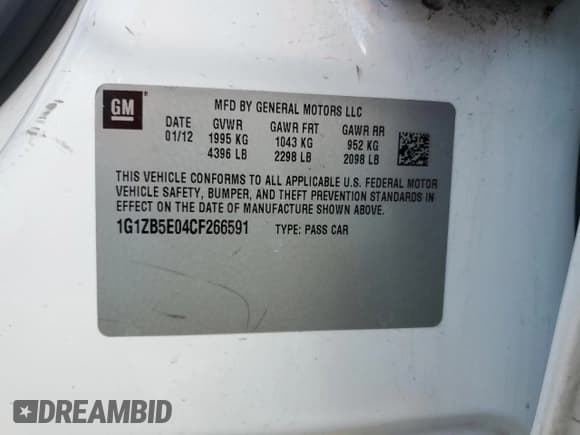 GM
MFD BY GENERAL MOTORS LLC
DATE GVWR GAWR FRT GAWR RR
01/12 1995 KG 1043 KG 952 KG
4396 LB 2298 LB 2098 LB
THIS VEHICLE CONFORMS TO ALL APPLICABLE U.S. FEDERAL MOTOR
VEHICLE SAFETY, BUMPER, AND THEFT PREVENTION STANDARDS IN
EFFECT ON THE DATE OF MANUFACTURE SHOWN ABOVE.
1G1ZB5E04CF266591 TYPE: PASS CAR
DREAMBID